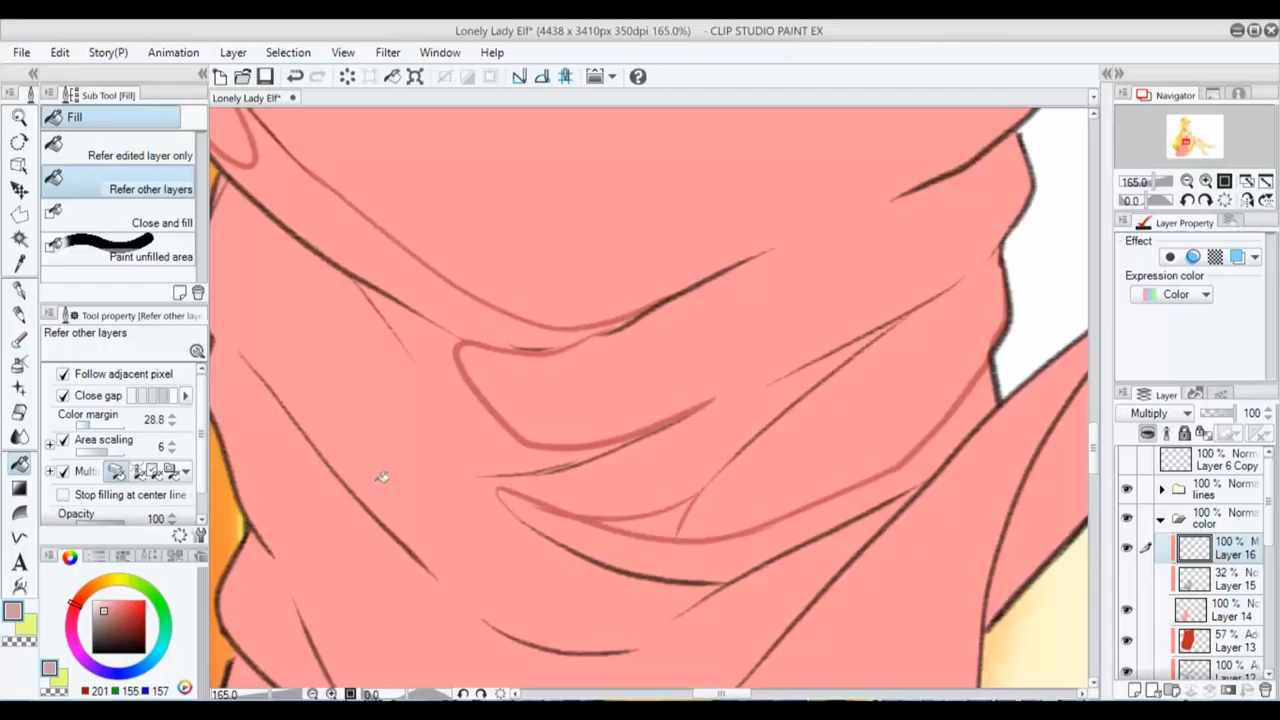 Lonely Lady Elf* (4438 x 3410px 350dpi 165.0%) - CLIP STUDIO PAINT EX
File Edit Story(P) Animation Layer Selection View Filter Window Help
Sub Tool [Fill]
Lonely Lady Elf*
Navigator
Fill
Refer edited layer only
Refer other layers
Close and fill
Paint unfilled area
165.0
0.0
Layer Property
Effect
Expression color
Color
Tool property [Refer other laye
Refer other layers
Follow adjacent pixel
Close gap
Color margin
28.8
Area scaling
6
Multi
Stop filling at center line
Opacity
100
Layer
Multiply 100
100 % Norma
Layer 6 Copy
100 % Norma
lines
100 % Norma
color
100 % M
Layer 16
32 % No
Layer 15
100 % No
Layer 14
57 % Ad
Layer 13
100 % A
Layer 12
201 155 157
165.0
0.0